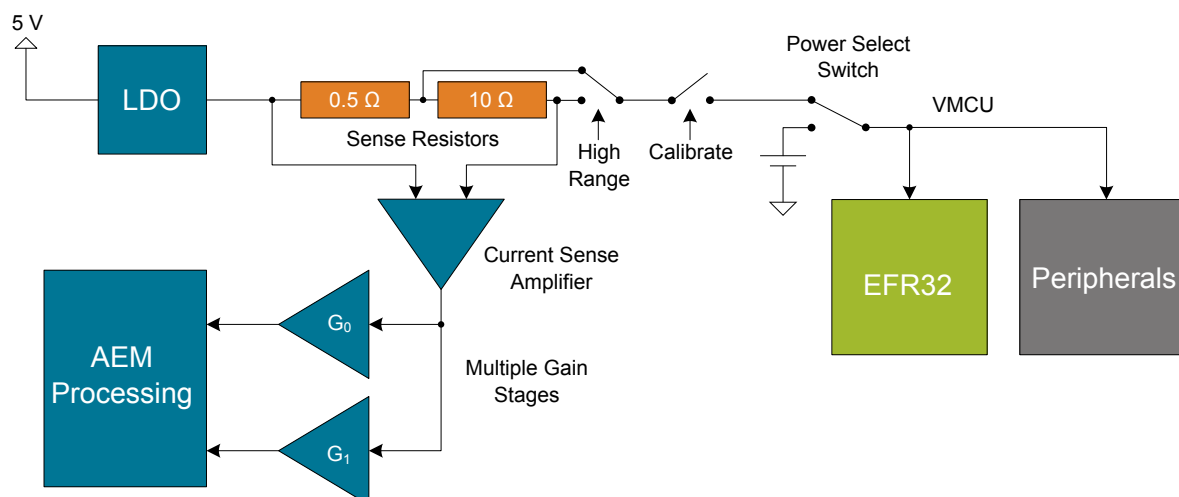 5 V
LDO
0.5 Ω
10 Ω
Sense Resistors
High
Range
Calibrate
Power Select
Switch
VMCU
Current Sense
Amplifier
EFR32
Peripherals
AEM
Processing
G0
Multiple Gain
Stages
G1